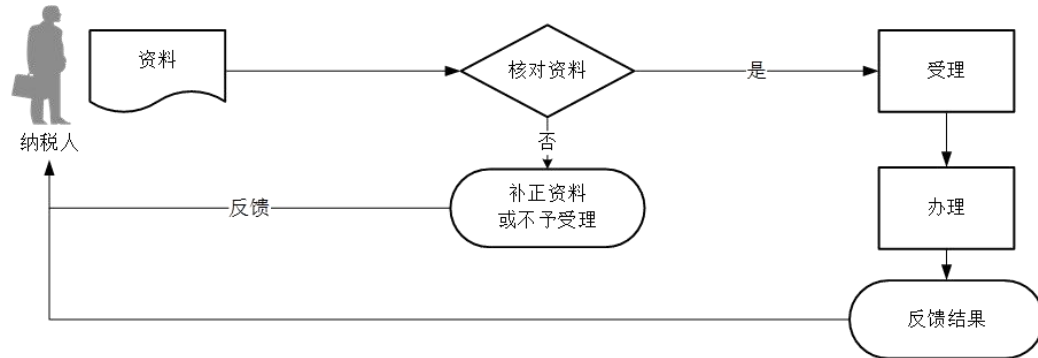 资料
核对资料
是
受理
纳税人
否
补正资料
或不予受理
反馈
办理
反馈结果